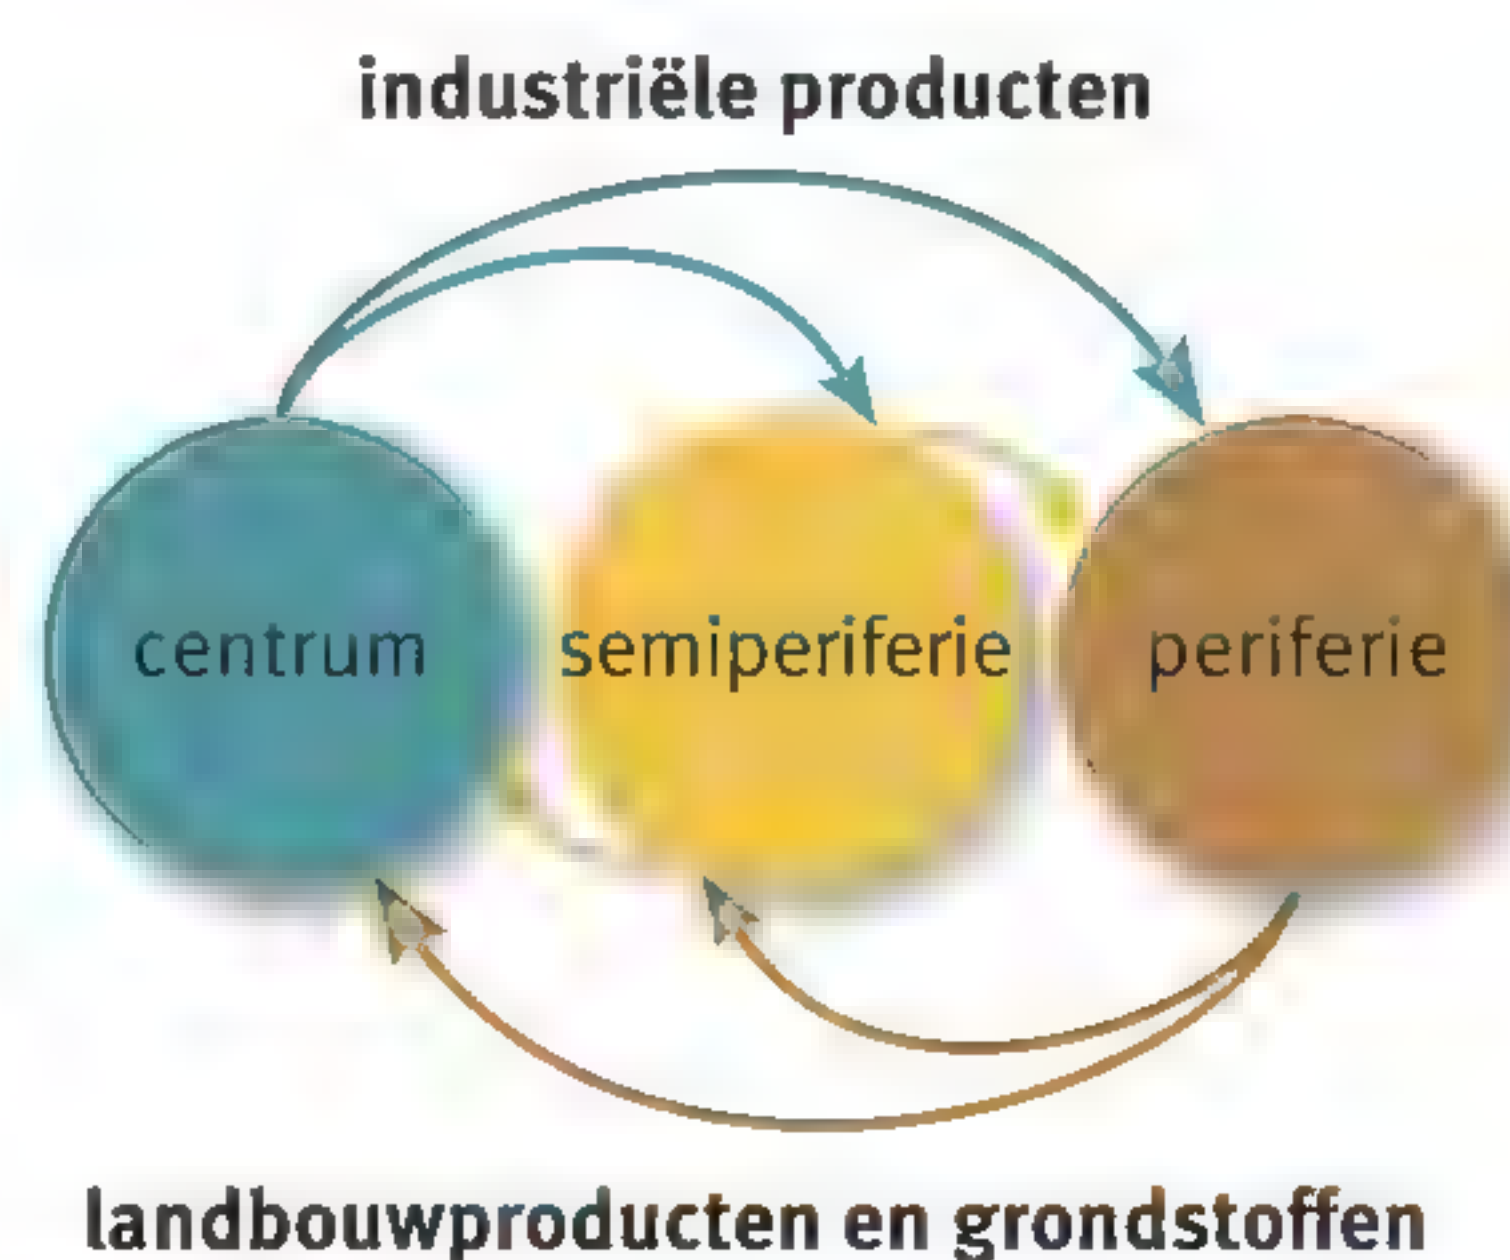 industriële producten
centrum
semiperiferie
periferie
landbouwproducten en grondstoffen